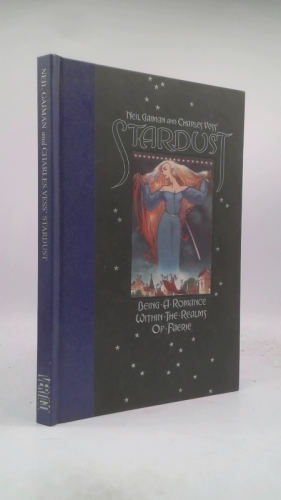 NEIL GAIMAN and CHARLES VESS' STARDUST
VERTIGO
NEIL GAIMAN AND CHARLES VESS'
STARDUST
BEING·A·ROMANCE
WITHIN·THE·REALMS
OF·FAERIE